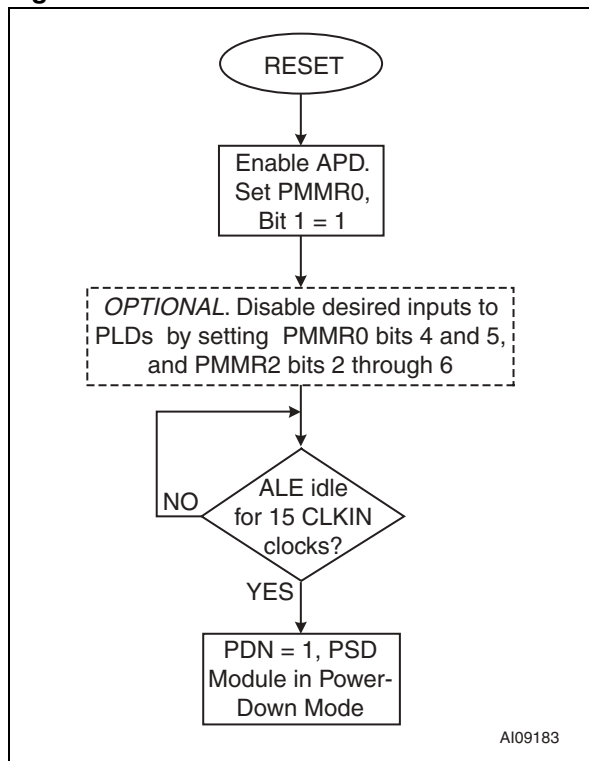 RESET
Enable APD.
Set PMMR0,
Bit 1 = 1
OPTIONAL. Disable desired inputs to
PLDs by setting PMMR0 bits 4 and 5,
and PMMR2 bits 2 through 6
NO
ALE idle
for 15 CLKIN
clocks?
YES
PDN = 1, PSD
Module in Power-
Down Mode
AI09183